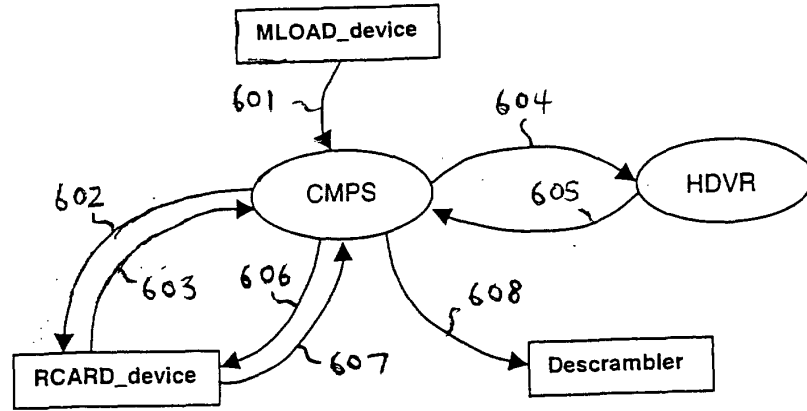 MLOAD_device
601
604
CMPS
HDVR
602
605
603
606
608
607
RCARD_device
Descrambler